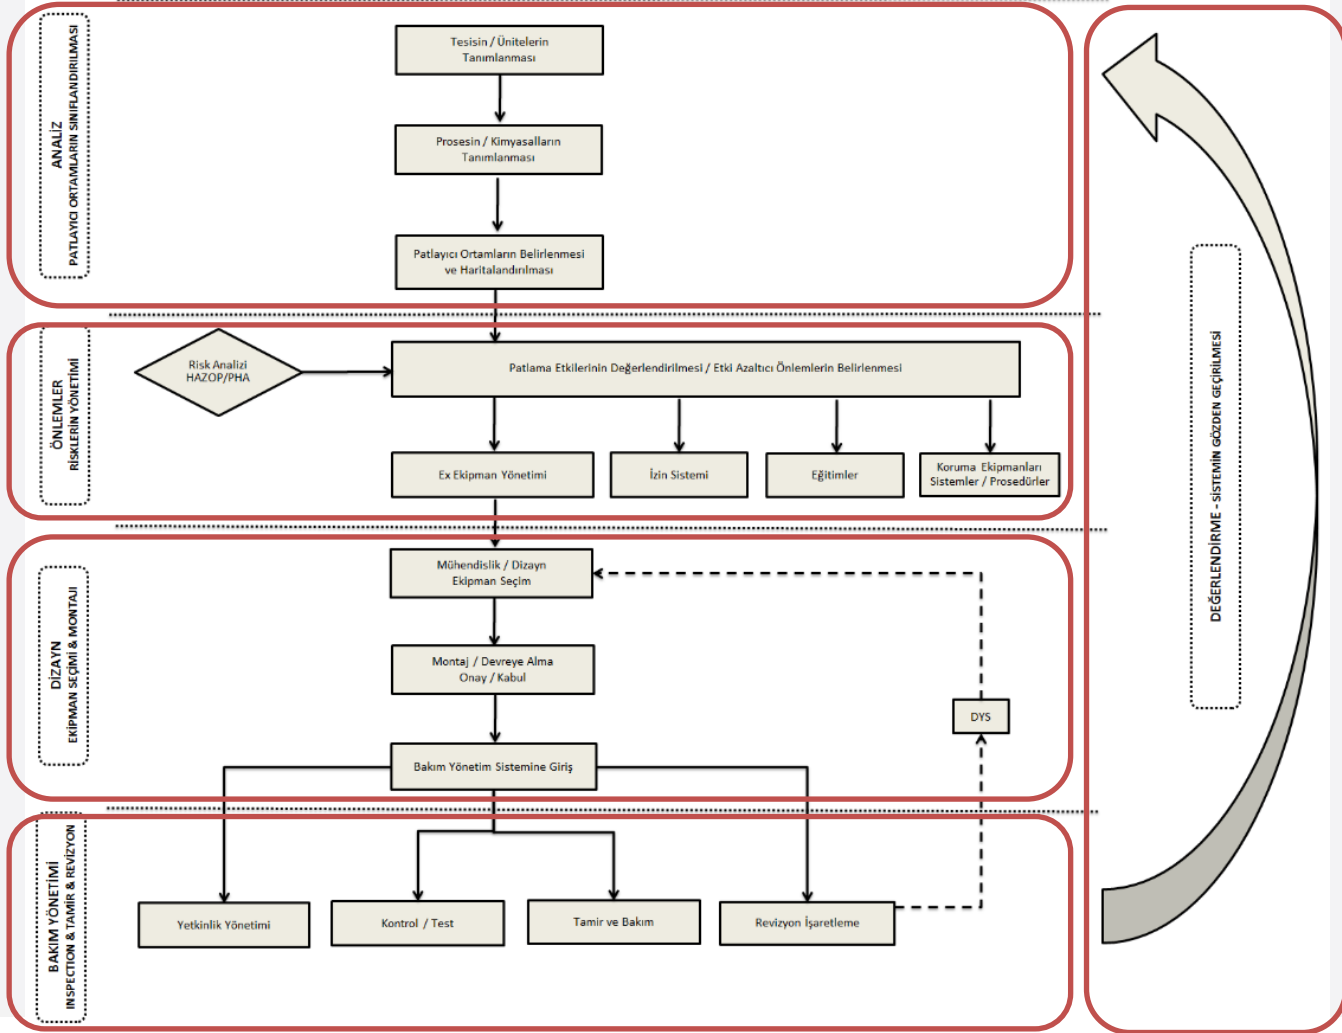 ANALİZ
PATLAYICI ORTAMLARIN SINIFLANDIRILMASI
Tesisin / Ünitelerin
Tanımlanması
Prosesin / Kimyasalların
Tanımlanması
Patlayıcı Ortamların Belirlenmesi
ve Haritalandırılması
ÖNLEMLER
RİSKLERİN YÖNETİMİ
Risk Analizi
HAZOP/PHA
Patlama Etkilerinin Değerlendirilmesi / Etki Azaltıcı Önlemlerin Belirlenmesi
Ex Ekipman Yönetimi
İzin Sistemi
Eğitimler
Koruma Ekipmanları
Sistemler / Prosedürler
DİZAYN
EKİPMAN SEÇİMİ & MONTAJI
Mühendislik / Dizayn
Ekipman Seçim
Montaj / Devreye Alma
Onay / Kabul
DYS
Bakım Yönetim Sistemine Giriş
BAKIM YÖNETİMİ
INSPECTION & TAMİR & REVİZYON
Yetkinlik Yönetimi
Kontrol / Test
Tamir ve Bakım
Revizyon İşaretleme
DEĞERLENDİRME - SİSTEMİN GÖZDEN GEÇİRİLMESİ